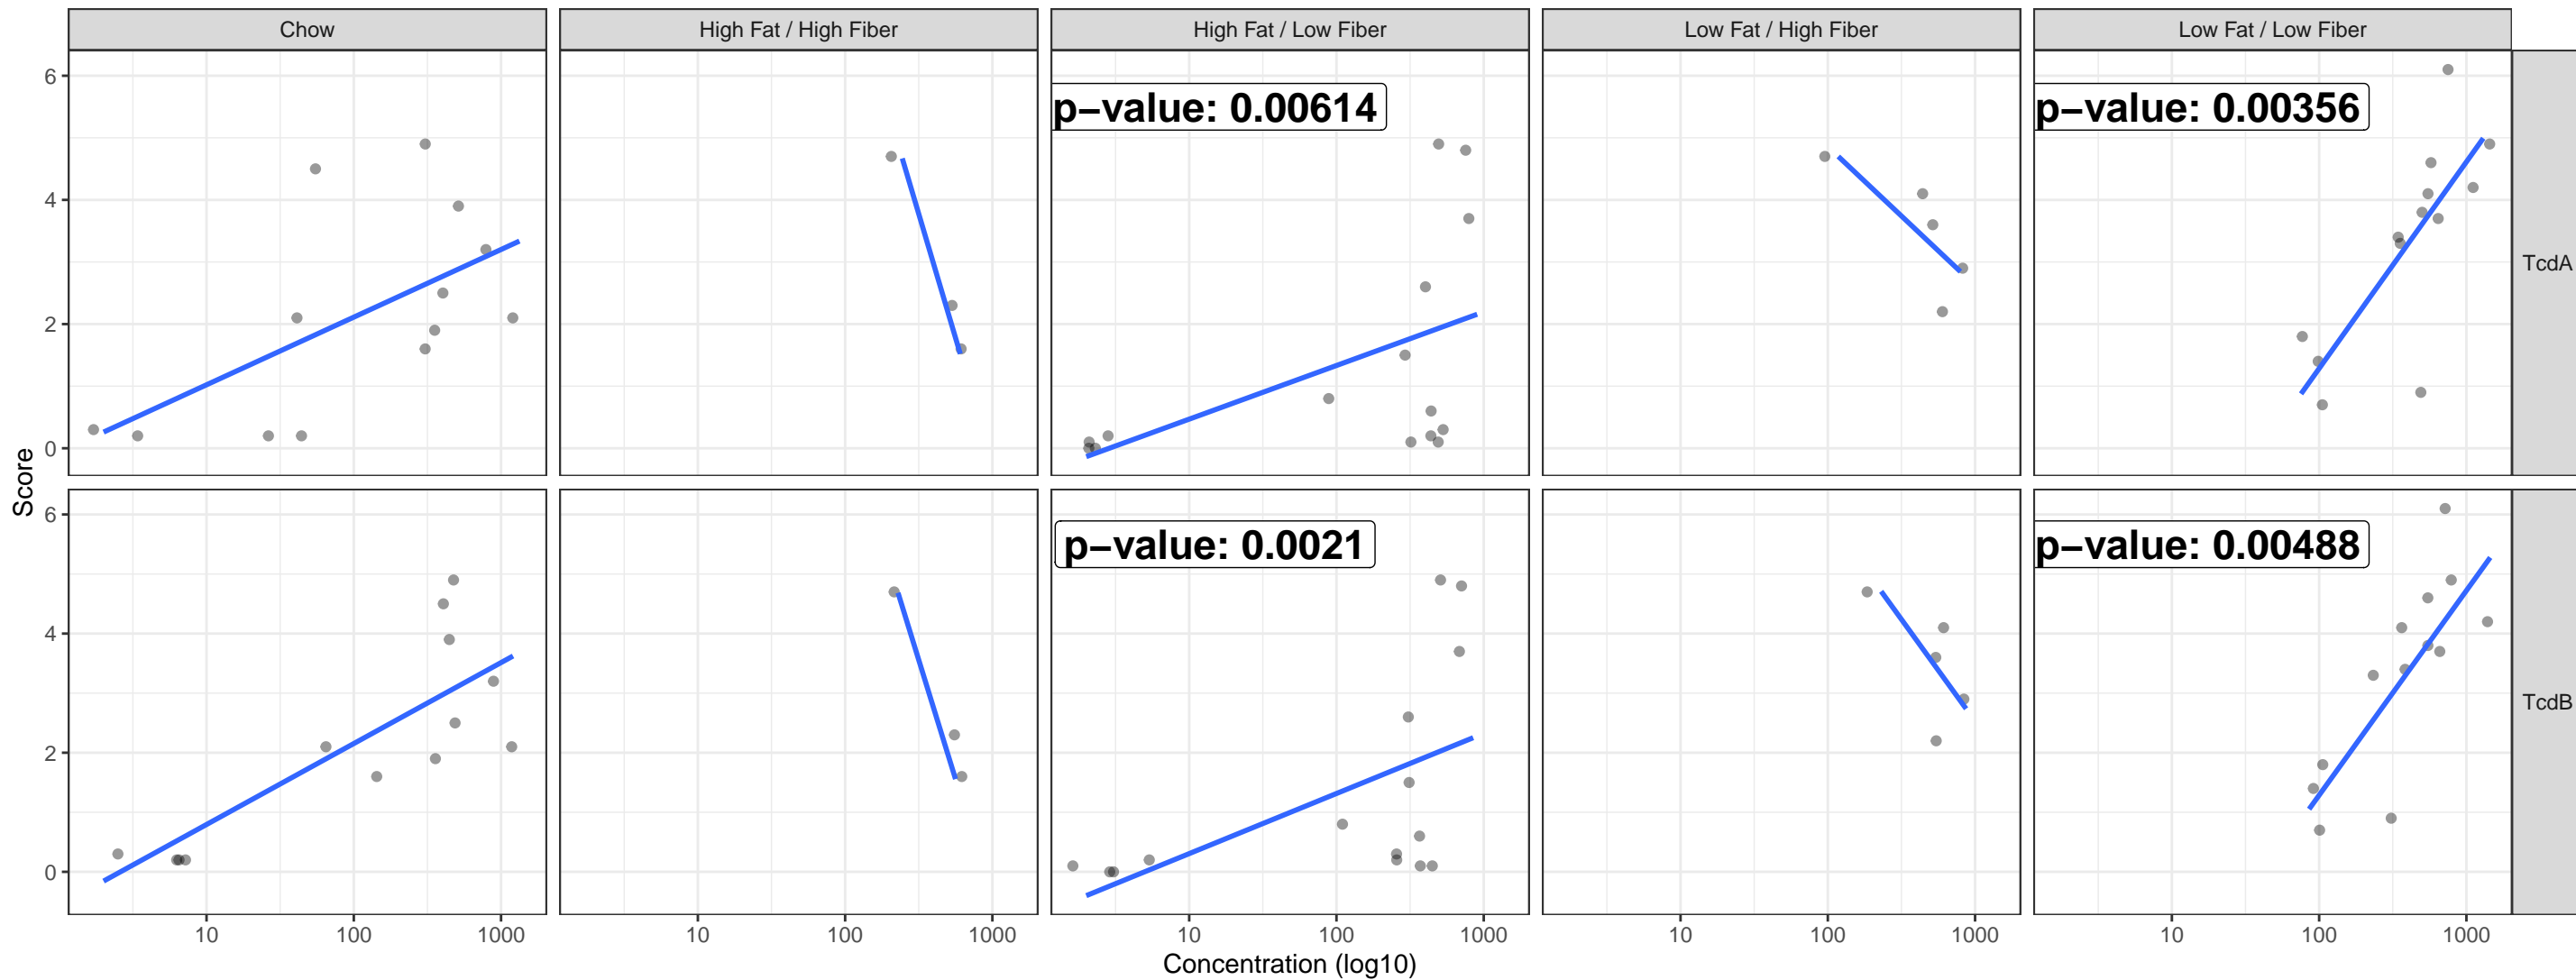 Chow
High Fat / High Fiber
High Fat / Low Fiber
Low Fat / High Fiber
Low Fat / Low Fiber
6
4
2
0
p−value: 0.00614
p−value: 0.00356
TcdA
Score
6
4
2
0
p−value: 0.0021
p−value: 0.00488
TcdB
10 100 1000
10 100 1000
10 100 1000
10 100 1000
10 100 1000
Concentration (log10)